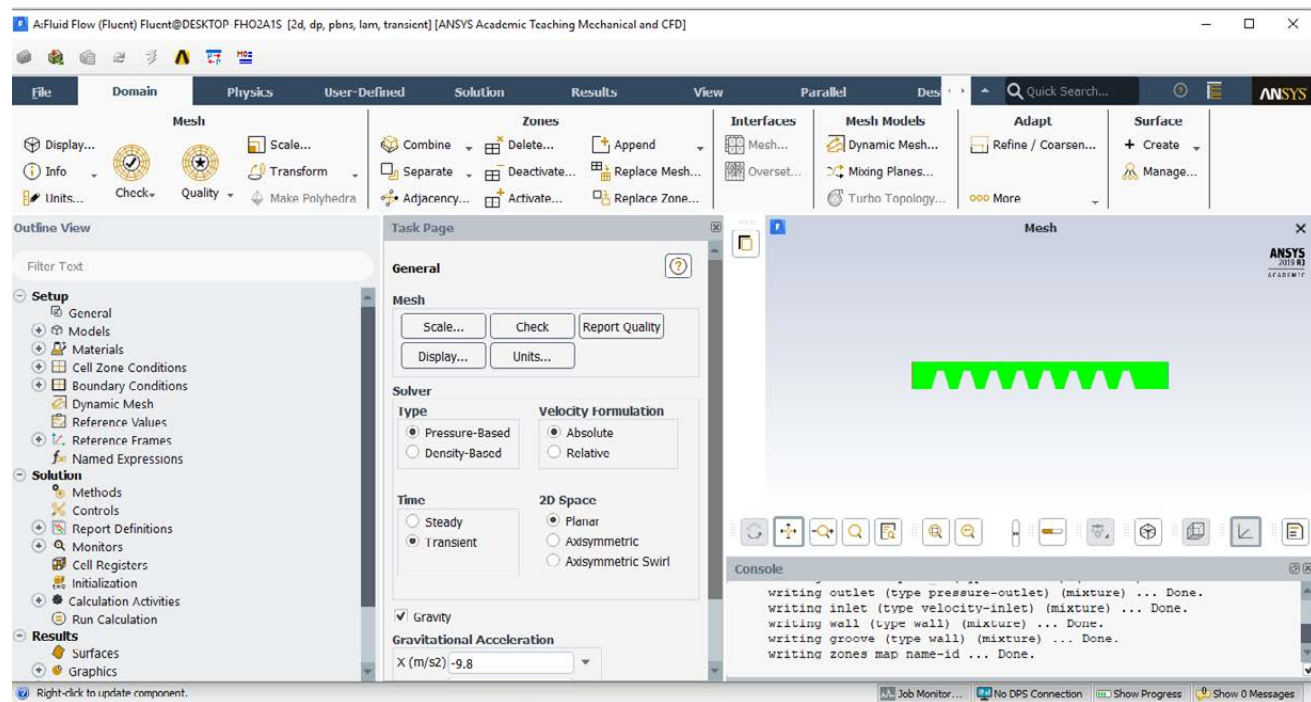 A:Fluid Flow (Fluent) Fluent@DESKTOP-FHO2A1S [2d, dp, pbns, lam, transient] [ANSYS Academic Teaching Mechanical and CFD]
File Domain Physics User-Defined Solution Results View Parallel Des Quick Search... ANSYS
Mesh Zones Interfaces Mesh Models Adapt Surface
Display... Scale... Combine Delete... Append Mesh... Dynamic Mesh... Refine / Coarsen... + Create
Info Transform Separate Deactivate... Replace Mesh... Overset... Mixing Planes... Manage...
Units... Check Quality Make Polyhedra Adjacency... Activate... Replace Zone... Turbo Topology... More
Outline View
Filter Text
Setup
General
Models
Materials
Cell Zone Conditions
Boundary Conditions
Dynamic Mesh
Reference Values
Reference Frames
Named Expressions
Solution
Methods
Controls
Report Definitions
Monitors
Cell Registers
Initialization
Calculation Activities
Run Calculation
Results
Surfaces
Graphics
Task Page
General
Mesh
Scale... Check Report Quality
Display... Units...
Solver
Type Velocity Formulation
Pressure-Based Absolute
Density-Based Relative
Time 2D Space
Steady Planar
Transient Axisymmetric
Axisymmetric Swirl
Gravity
Gravitational Acceleration
X (m/s2) -9.8
Mesh
ANSYS
2019 R3
ACADEMIC
Console
writing outlet (type pressure-outlet) (mixture) ... Done.
writing inlet (type velocity-inlet) (mixture) ... Done.
writing wall (type wall) (mixture) ... Done.
writing groove (type wall) (mixture) ... Done.
writing zones map name-id ... Done.
Right-click to update component. Job Monitor... No DPS Connection Show Progress Show 0 Messages